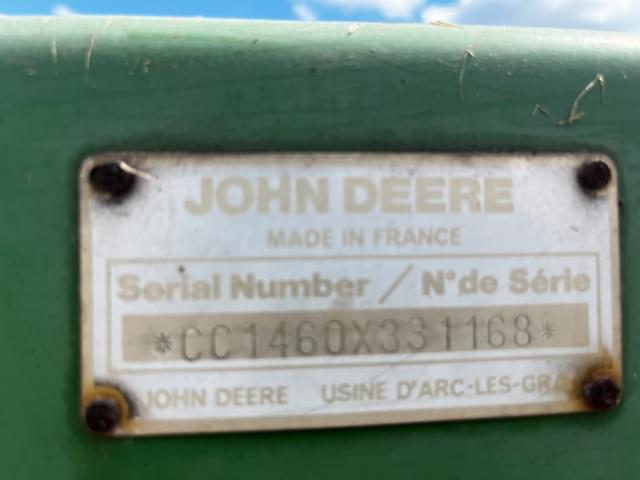 JOHN DEERE
MADE IN FRANCE
Serial Number / N° de Série
*CC1460X331168*
JOHN DEERE USINE D'ARC-LES-GRA